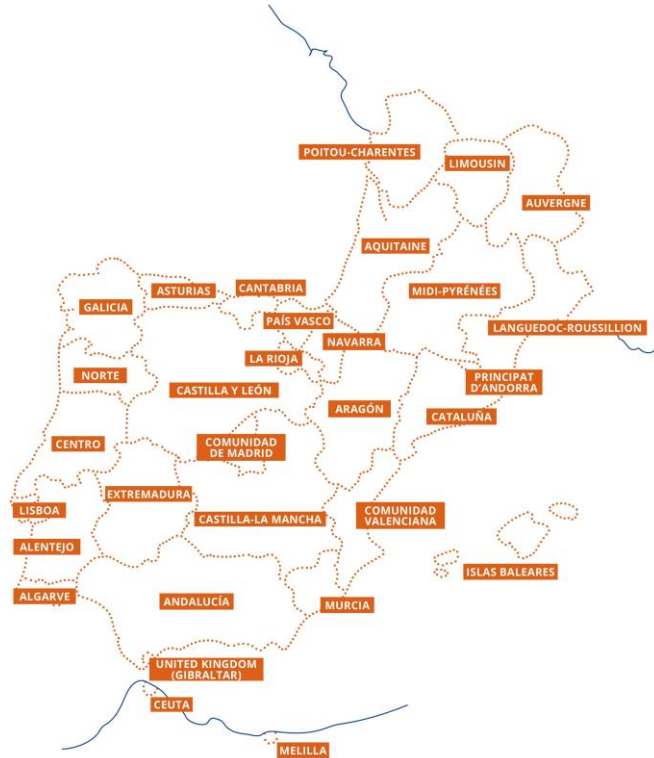 POITOU-CHARENTES
LIMOUSIN
AUVERGNE
AQUITAINE
ASTURIAS
CANTABRIA
MIDI-PYRÉNÉES
GALICIA
PAÍS VASCO
LANGUEDOC-ROUSSILLION
NAVARRA
LA RIOJA
NORTE
PRINCIPAT
D'ANDORRA
CASTILLA Y LEÓN
ARAGÓN
CATALUÑA
CENTRO
COMUNIDAD
DE MADRID
EXTREMADURA
LISBOA
CASTILLA-LA MANCHA
COMUNIDAD
VALENCIANA
ALENTEJO
ISLAS BALEARES
ALGARVE
ANDALUCÍA
MURCIA
UNITED KINGDOM
(GIBRALTAR)
CEUTA
MELILLA